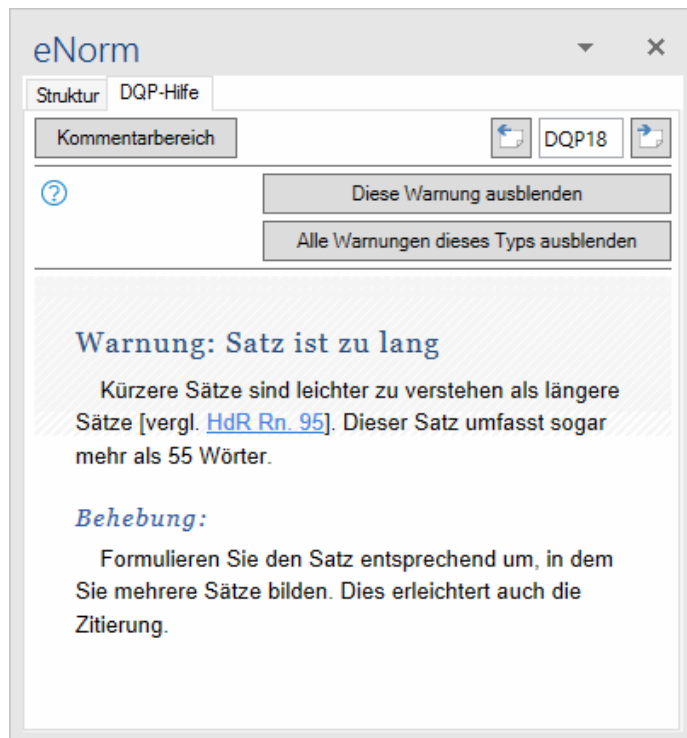 eNorm
Struktur DQP-Hilfe
Kommentarbereich DQP18
Diese Warnung ausblenden
Alle Warnungen dieses Typs ausblenden
Warnung: Satz ist zu lang
Kürzere Sätze sind leichter zu verstehen als längere
Sätze [vergl. HdR Rn. 95]. Dieser Satz umfasst sogar
mehr als 55 Wörter.
Behebung:
Formulieren Sie den Satz entsprechend um, in dem
Sie mehrere Sätze bilden. Dies erleichtert auch die
Zitierung.